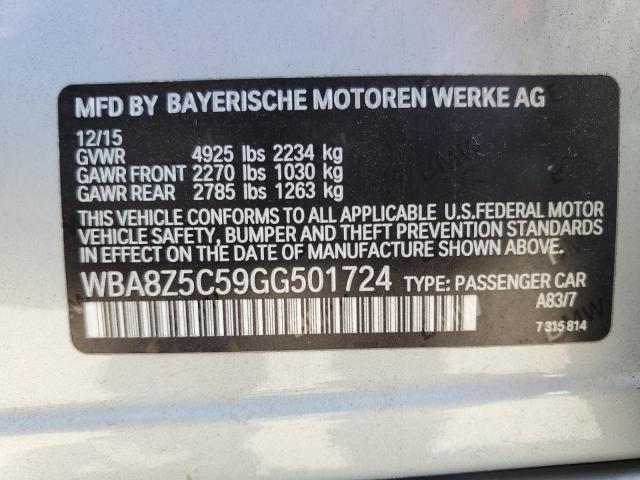 MFD BY BAYERISCHE MOTOREN WERKE AG
12/15
GVWR 4925 lbs 2234 kg
GAWR FRONT 2270 lbs 1030 kg
GAWR REAR 2785 lbs 1263 kg
THIS VEHICLE CONFORMS TO ALL APPLICABLE U.S.FEDERAL MOTOR
VEHICLE SAFETY, BUMPER, AND THEFT PREVENTION STANDARDS
IN EFFECT ON THE DATE OF MANUFACTURE SHOWN ABOVE.
WBA8Z5C59GG501724 TYPE: PASSENGER CAR
A83/7
7 315 814